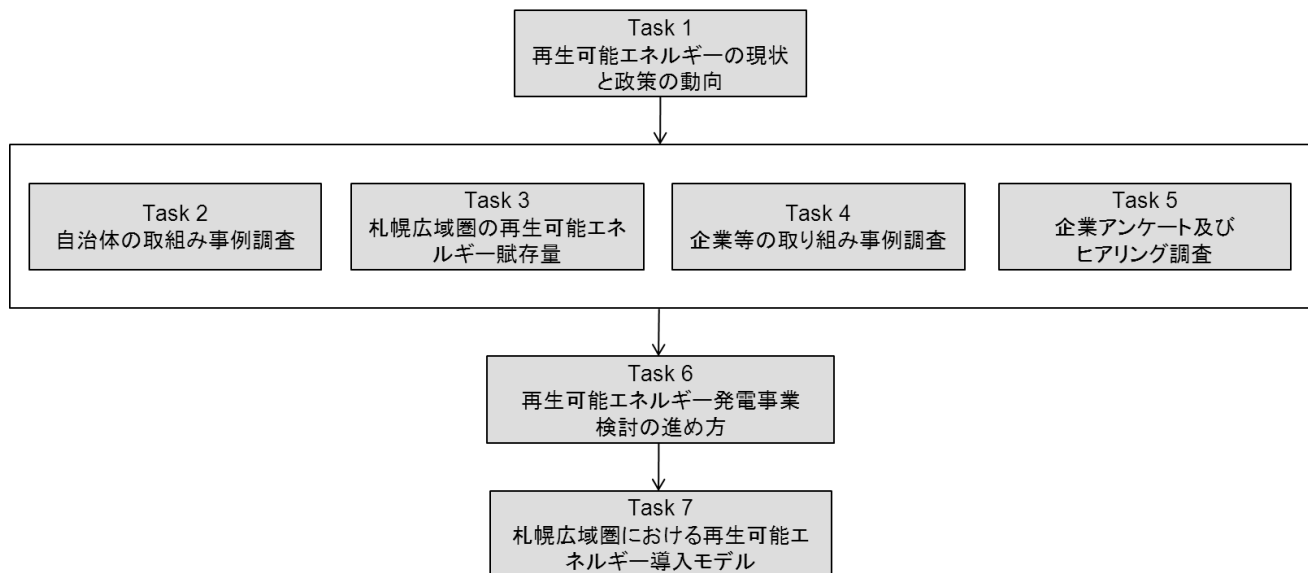 Task 1
再生可能エネルギーの現状
と政策の動向
Task 2
自治体の取組み事例調査
Task 3
札幌広域圏の再生可能エネ
ルギー賦存量
Task 4
企業等の取り組み事例調査
Task 5
企業アンケート及び
ヒアリング調査
Task 6
再生可能エネルギー発電事業
検討の進め方
Task 7
札幌広域圏における再生可能エ
ネルギー導入モデル